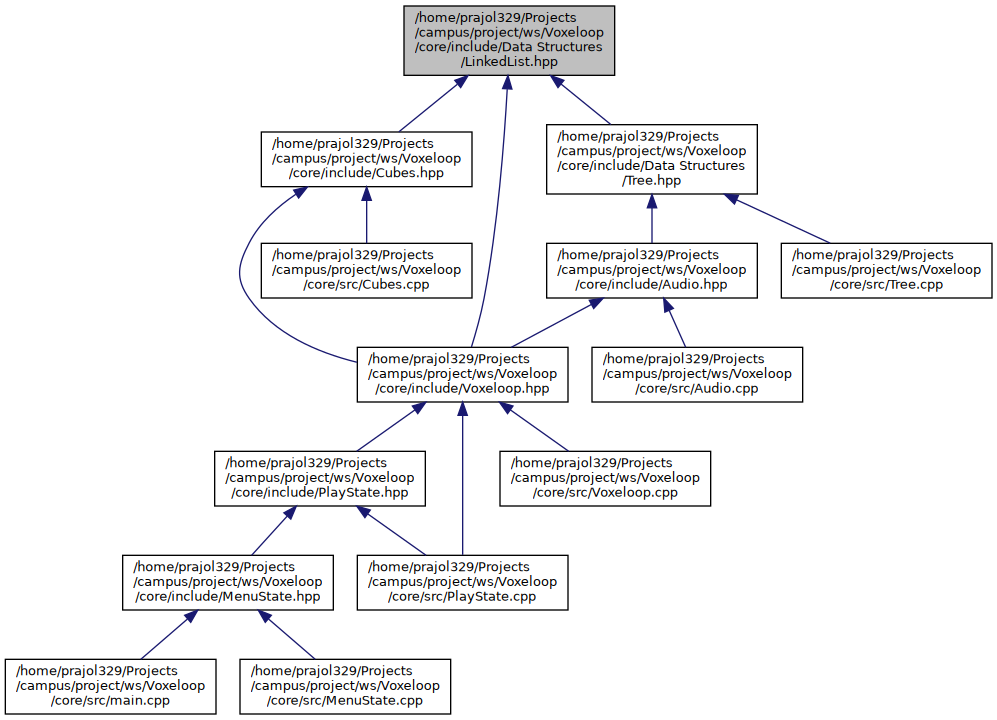 /home/prajol329/Projects
/campus/project/ws/Voxeloop
/core/include/Data Structures
/LinkedList.hpp
/home/prajol329/Projects
/campus/project/ws/Voxeloop
/core/include/Cubes.hpp
/home/prajol329/Projects
/campus/project/ws/Voxeloop
/core/include/Data Structures
/Tree.hpp
/home/prajol329/Projects
/campus/project/ws/Voxeloop
/core/src/Cubes.cpp
/home/prajol329/Projects
/campus/project/ws/Voxeloop
/core/include/Audio.hpp
/home/prajol329/Projects
/campus/project/ws/Voxeloop
/core/src/Tree.cpp
/home/prajol329/Projects
/campus/project/ws/Voxeloop
/core/include/Voxeloop.hpp
/home/prajol329/Projects
/campus/project/ws/Voxeloop
/core/src/Audio.cpp
/home/prajol329/Projects
/campus/project/ws/Voxeloop
/core/include/PlayState.hpp
/home/prajol329/Projects
/campus/project/ws/Voxeloop
/core/src/Voxeloop.cpp
/home/prajol329/Projects
/campus/project/ws/Voxeloop
/core/include/MenuState.hpp
/home/prajol329/Projects
/campus/project/ws/Voxeloop
/core/src/PlayState.cpp
/home/prajol329/Projects
/campus/project/ws/Voxeloop
/core/src/main.cpp
/home/prajol329/Projects
/campus/project/ws/Voxeloop
/core/src/MenuState.cpp